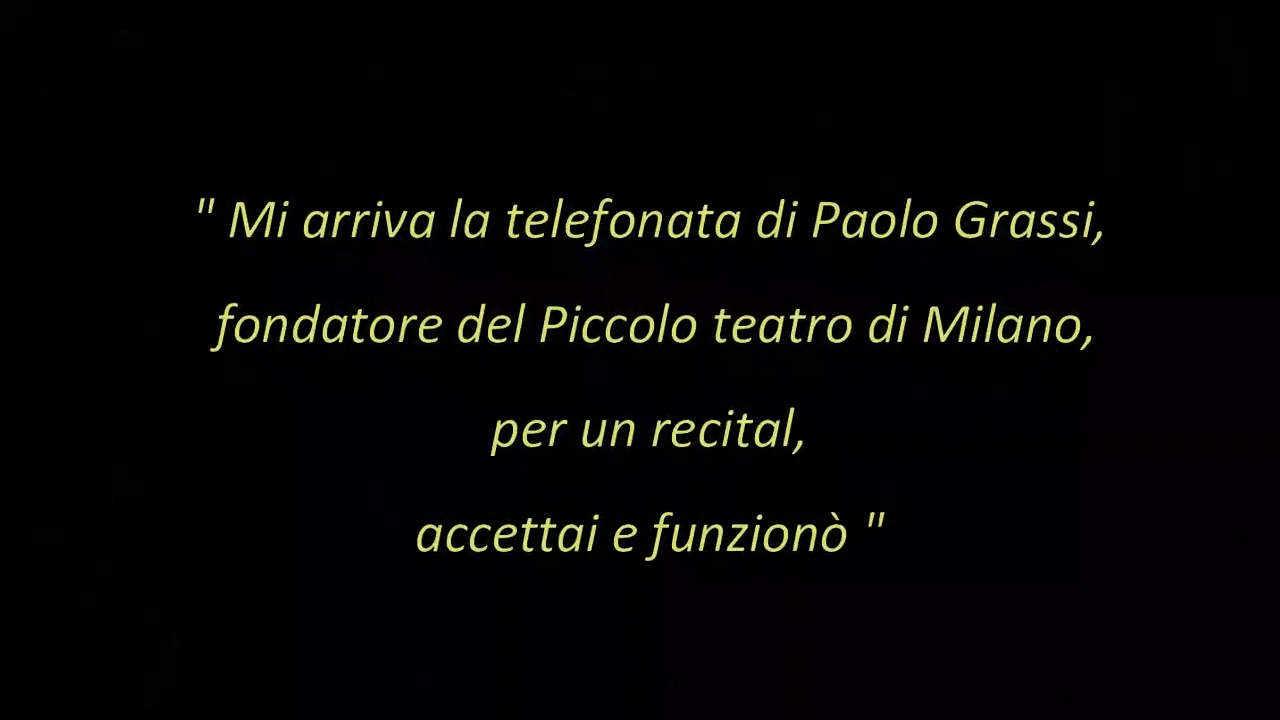 " Mi arriva la telefonata di Paolo Grassi,
fondatore del Piccolo teatro di Milano,
per un recital,
accettai e funzionò "